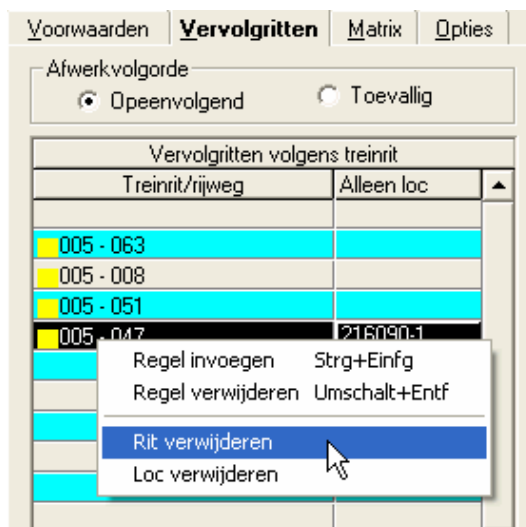 Voorwaarden Vervolgritten Matrix Opties
Afwerkvolgorde
Opeenvolgend Toevallig
Vervolgritten volgens treinrit
Treinrit/rijweg Alleen loc
005 - 063
005 - 008
005 - 051
005 - 047 216090-1
Regel invoegen Strg+Einfg
Regel verwijderen Umschalt+Entf
Rit verwijderen
Loc verwijderen